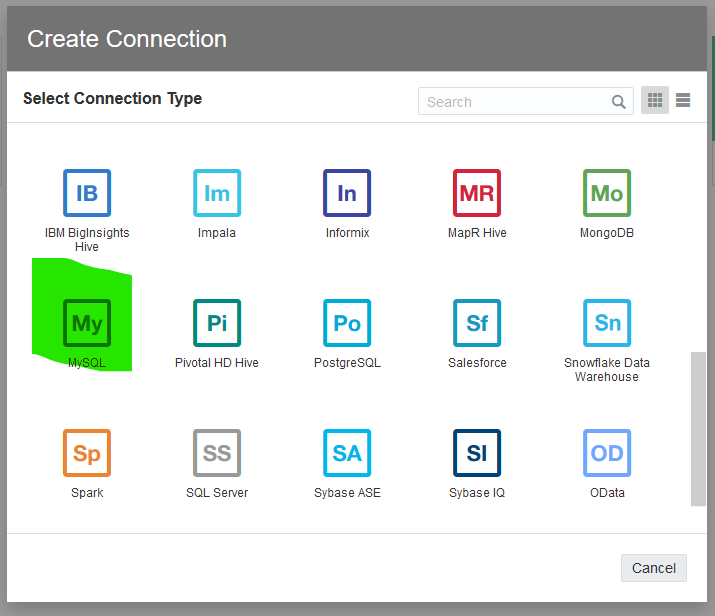 Create Connection
Select Connection Type
Search
IB
Im
In
MR
Mo
IBM BigInsights
Hive
Impala
Informix
MapR Hive
MongoDB
My
Pi
Po
Sf
Sn
MySQL
Pivotal HD Hive
PostgreSQL
Salesforce
Snowflake Data
Warehouse
Sp
SS
SA
SI
OD
Spark
SQL Server
Sybase ASE
Sybase IQ
OData
Cancel